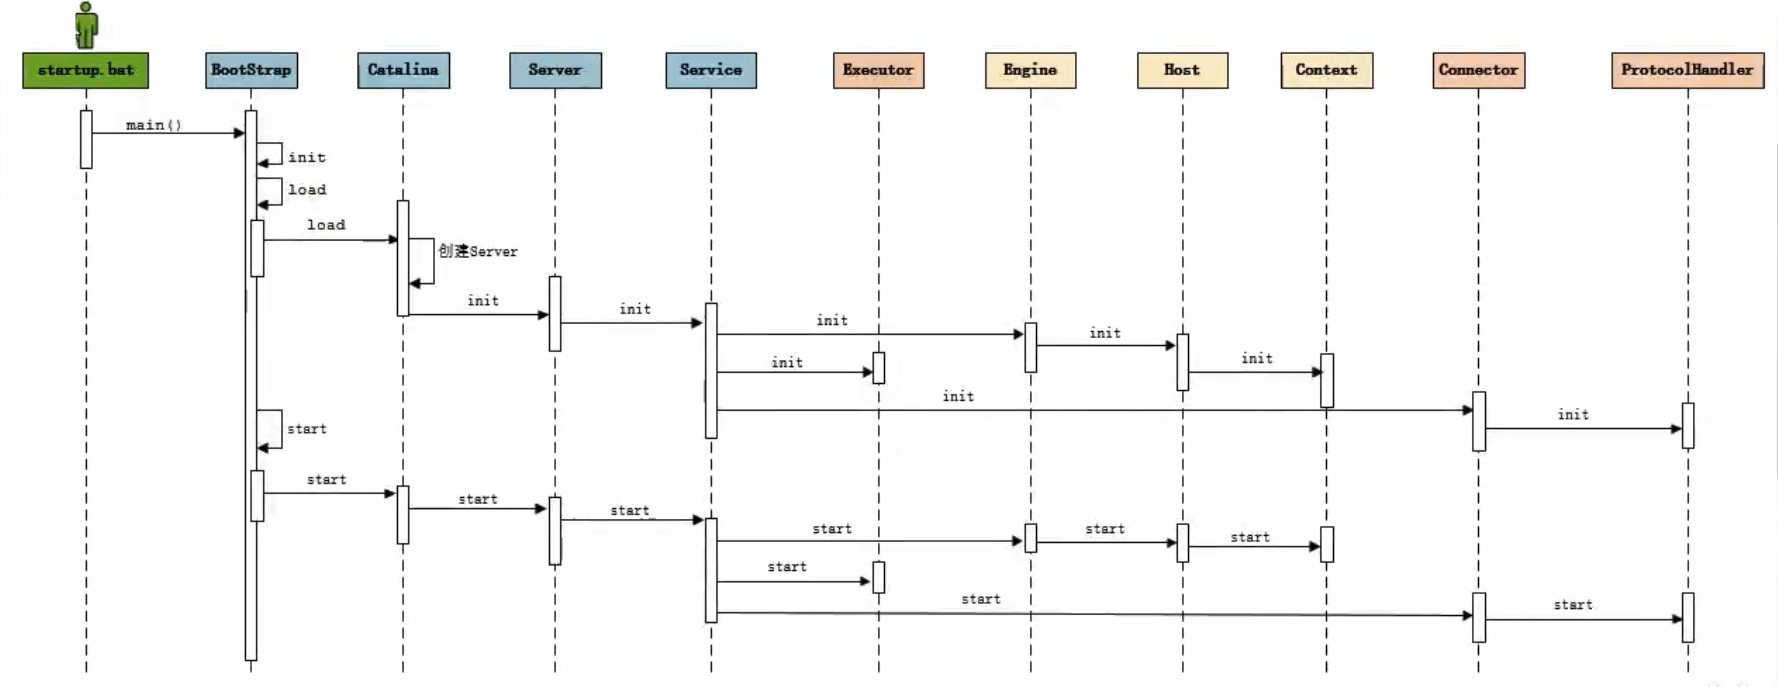 startup.bat
BootStrap
Catalina
Server
Service
Executor
Engine
Host
Context
Connector
ProtocolHandler
main()
init
load
load
创建Server
init
init
init
init
init
init
init
init
start
start
start
start
start
start
start
start
start
start